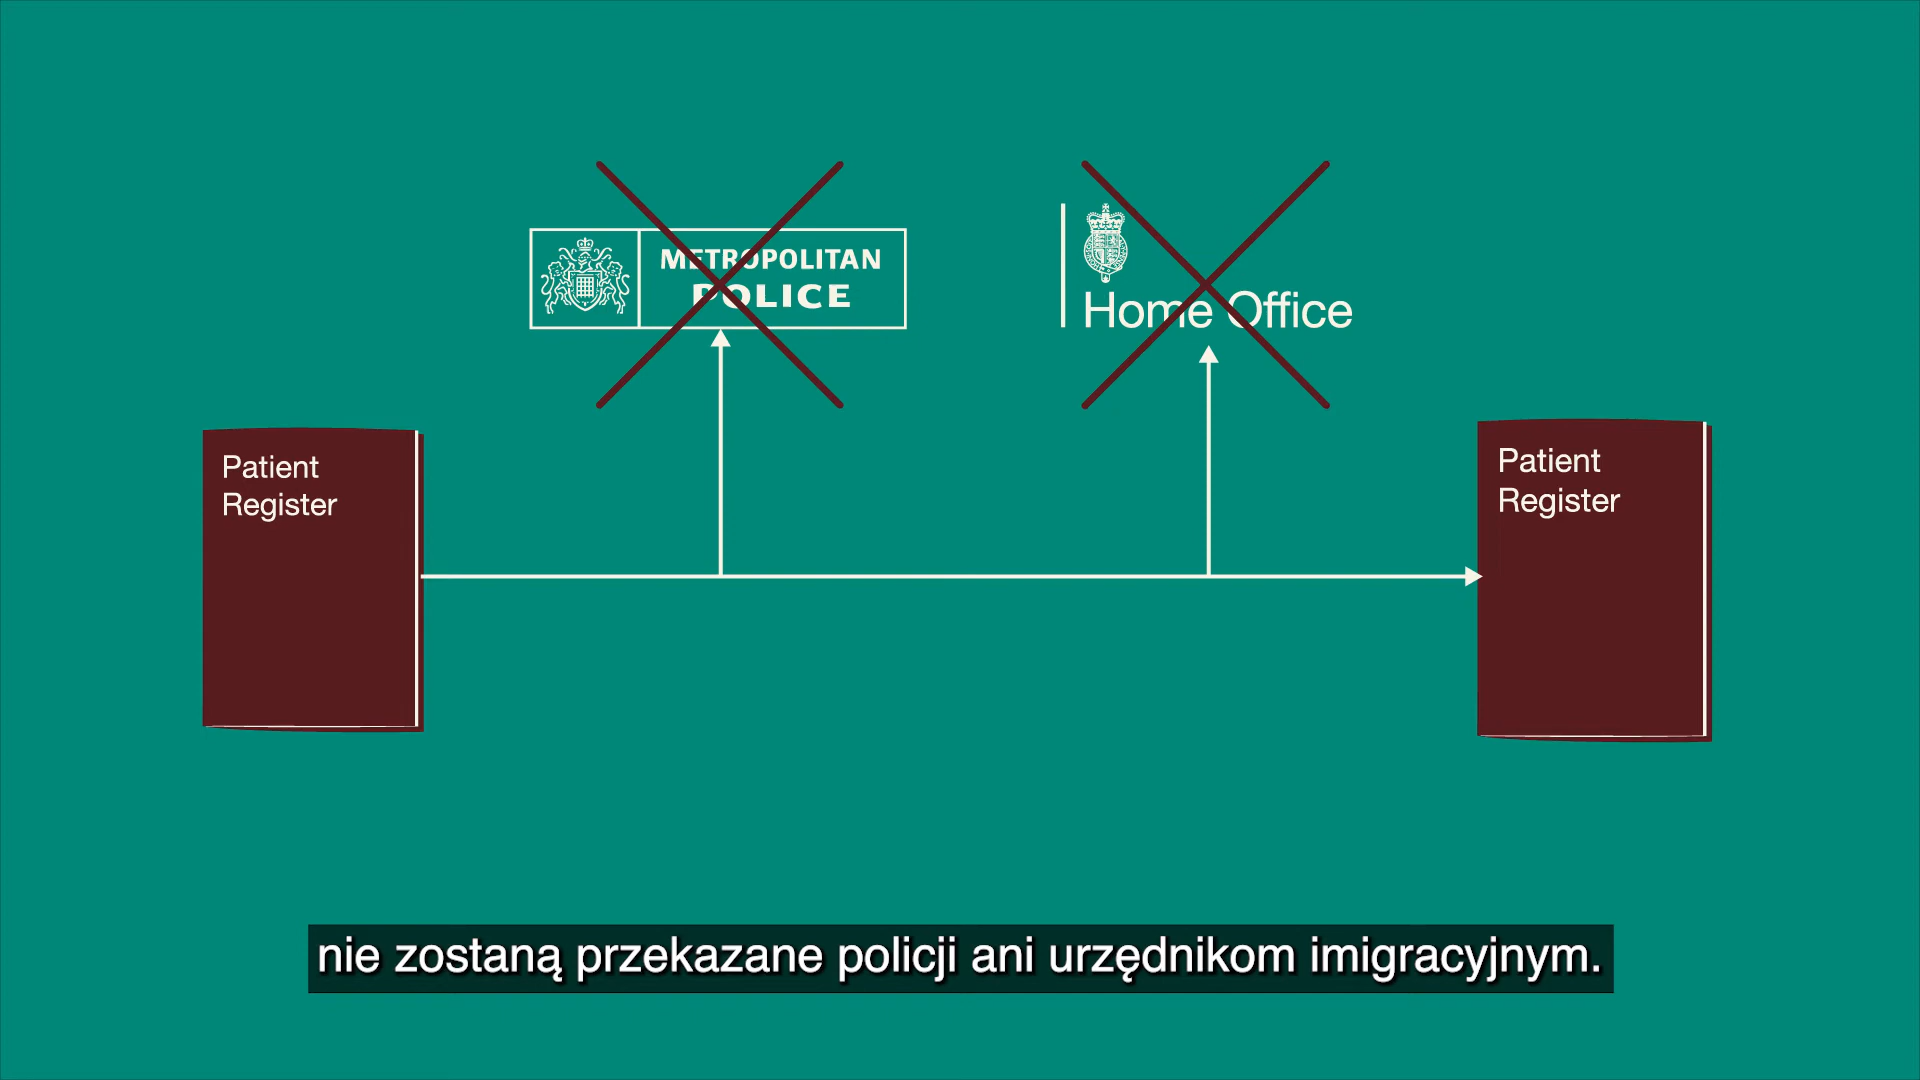 METROPOLITAN
POLICE
Home Office
Patient
Register
Patient
Register
nie zostaną przekazane policji ani urzędnikom imigracyjnym.